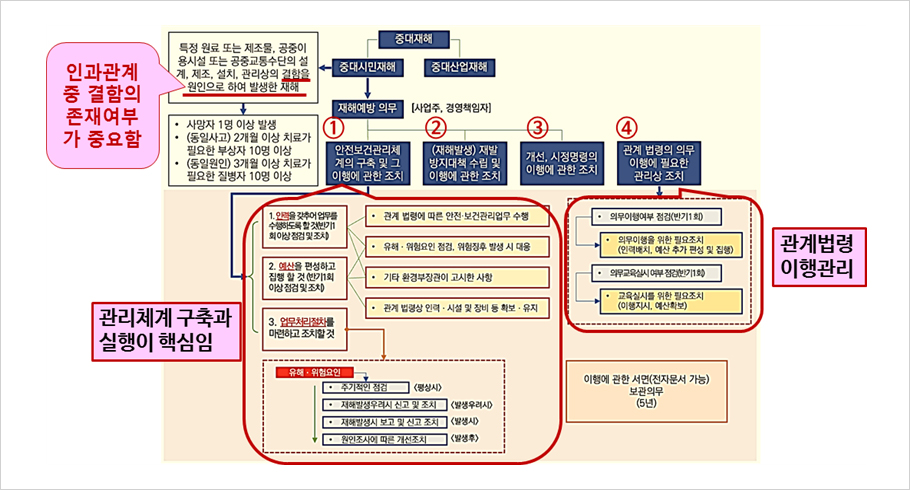 중대재해
중대시민재해
중대산업재해
특정 원료 또는 제조물, 공중이
용시설 또는 공중교통수단의 설
계, 제조, 설치, 관리상의 결함을
원인으로 하여 발생한 재해
인과관계
중 결함의
존재여부
가 중요함
재해예방 의무
[사업주, 경영책임자]
• 사망자 1명 이상 발생
• (동일사고) 2개월 이상 치료가
필요한 부상자 10명 이상
• (동일원인) 3개월 이상 치료가
필요한 질병자 10명 이상
①
안전보건관리체
계의 구축 및 그
이행에 관한 조치
②
(재해발생) 재발
방지대책 수립 및
이행에 관한 조치
③
개선, 시정명령의
이행에 관한 조치
④
관계 법령의 의무
이행에 필요한
관리상 조치
1. 인력을 갖추어 업무를
수행하도록 할 것(반기1
회 이상 점검 및 조치)
2. 예산을 편성하고
집행 할 것 (반기1회
이상 점검 및 조치)
3. 업무처리절차를
마련하고 조치할 것
• 관계 법령에 따른 안전·보건관리업무 수행
• 유해·위험요인 점검, 위험징후 발생 시 대응
• 기타 환경부장관이 고시한 사항
• 관계 법령상 인력·시설 및 장비 등 확보·유지
관리체계 구축과
실행이 핵심임
유해·위험요인
• 주기적인 점검 <평상시>
• 재해발생우려시 신고 및 조치 <발생우려시>
• 재해발생시 보고 및 신고 조치 <발생시>
• 원인조사에 따른 개선조치 <발생후>
• 의무이행여부 점검(반기1회)
• 의무이행을 위한 필요조치
(인력배치, 예산 추가 편성 및 집행)
• 의무교육실시 여부 점검(반기1회)
• 교육실시를 위한 필요조치
(이행지시, 예산확보)
관계법령
이행관리
이행에 관한 서면(전자문서 가능)
보관의무
(5년)